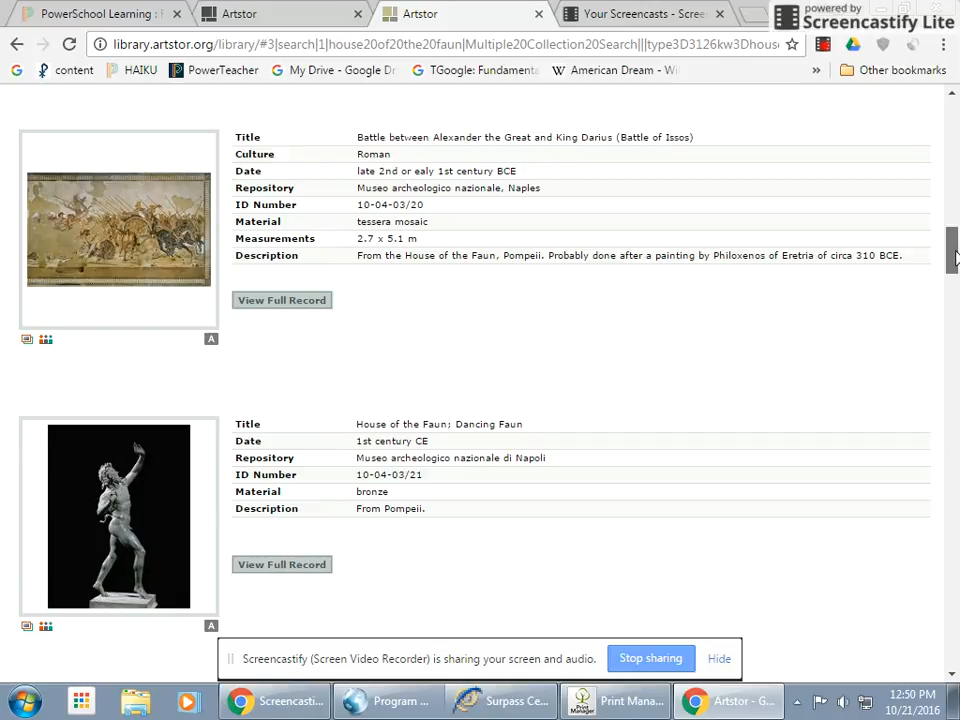 PowerSchool Learning :
Artstor
Artstor
Your Screencasts - Scree
powered by
Screencastify Lite
library.artstor.org/library/#3|search|1|house20of20the20faun|Multiple20Collection20Search|||type3D3126kw3Dhous
content
HAIKU
PowerTeacher
My Drive - Google Dr
TGoogle: Fundament
American Dream - Wi
»
Other bookmarks
Title Battle between Alexander the Great and King Darius (Battle of Issos)
Culture Roman
Date late 2nd or ealy 1st century BCE
Repository Museo archeologico nazionale, Naples
ID Number 10-04-03/20
Material tessera mosaic
Measurements 2.7 x 5.1 m
Description From the House of the Faun, Pompeii. Probably done after a painting by Philoxenos of Eretria of circa 310 BCE.
View Full Record
A
Title House of the Faun; Dancing Faun
Date 1st century CE
Repository Museo archeologico nazionale di Napoli
ID Number 10-04-03/21
Material bronze
Description From Pompeii.
View Full Record
A
Screencastify (Screen Video Recorder) is sharing your screen and audio.
Stop sharing
Hide
Screencasti...
Program ...
Surpass Ce...
Print Mana...
Artstor - G...
12:50 PM
10/21/2016